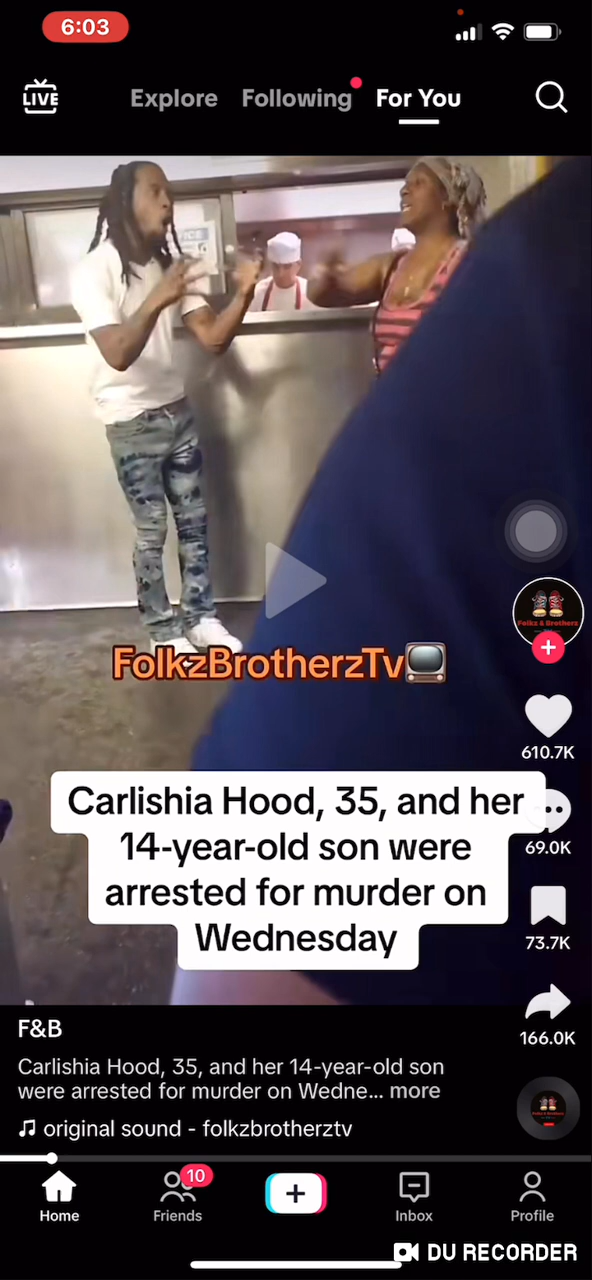 6:03
LIVE
Explore Following For You
FolkzBrotherzTv
Folkz & Brothers
610.7K
Carlishia Hood, 35, and her
14-year-old son were
arrested for murder on
Wednesday
69.0K
73.7K
166.0K
F&B
Carlishia Hood, 35, and her 14-year-old son
were arrested for murder on Wedne... more
original sound - folkzbrotherztv
10
Home Friends Inbox Profile
DU RECORDER